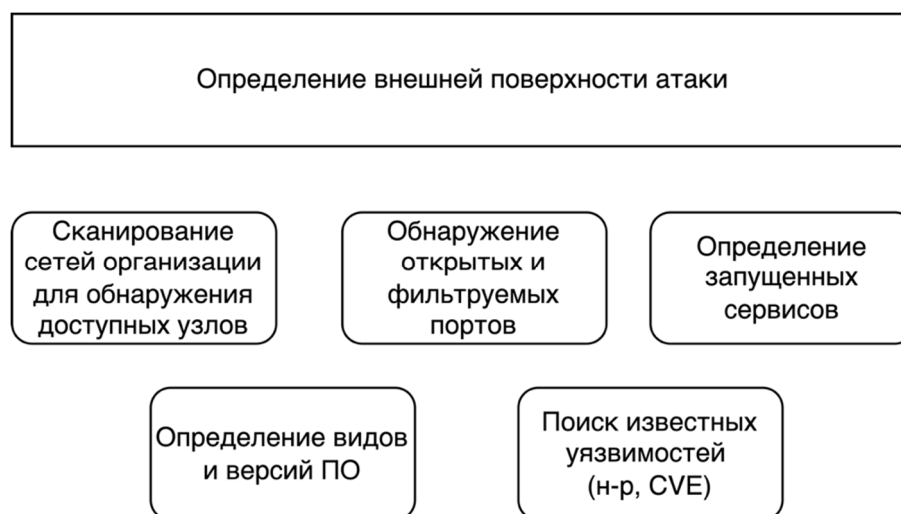 Определение внешней поверхности атаки
Сканирование
сетей организации
для обнаружения
доступных узлов
Обнаружение
открытых и
фильтруемых
портов
Определение
запущенных
сервисов
Определение видов
и версий ПО
Поиск известных
уязвимостей
(н-р, CVE)